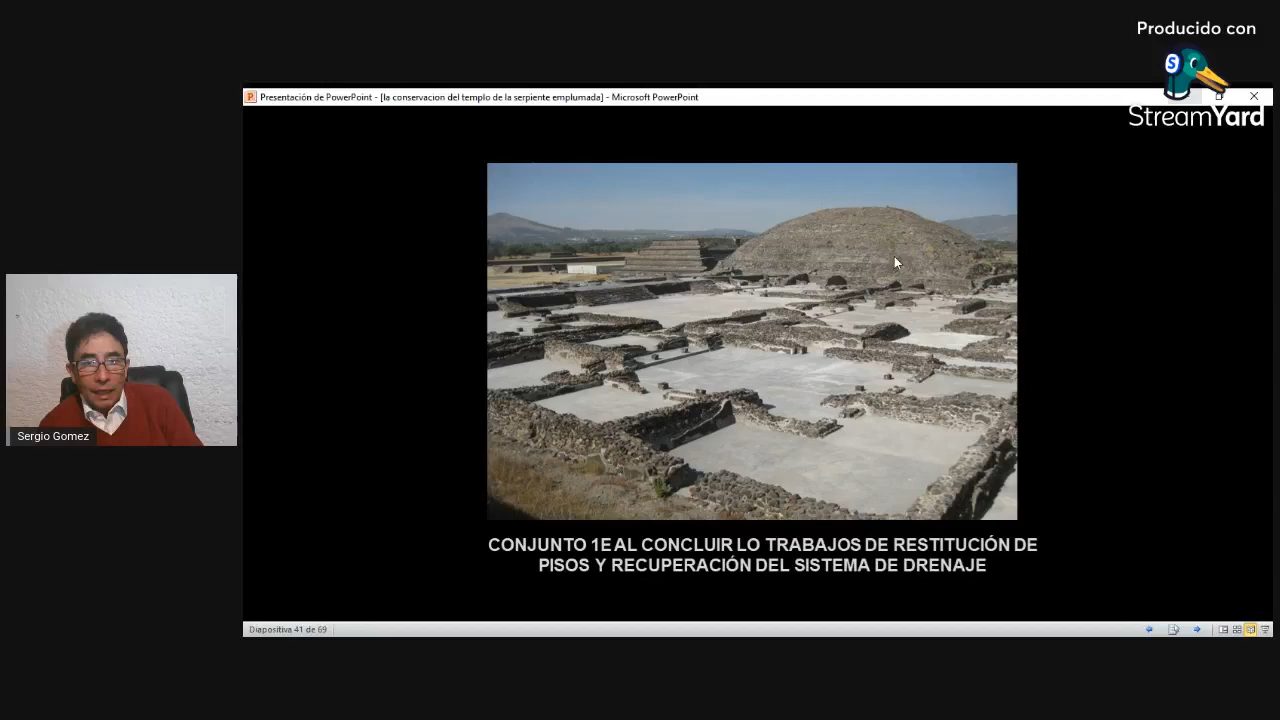 Producido con
StreamYard
Presentación de PowerPoint - [la conservacion del templo de la serpiente emplumada] - Microsoft PowerPoint
Sergio Gomez
CONJUNTO 1E AL CONCLUIR LO TRABAJOS DE RESTITUCIÓN DE
PISOS Y RECUPERACIÓN DEL SISTEMA DE DRENAJE
Diapositiva 41 de 69